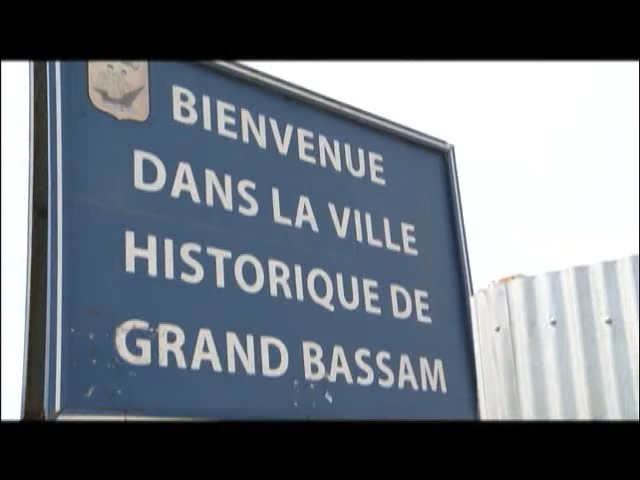 BIENVENUE
DANS LA VILLE
HISTORIQUE DE
GRAND BASSAM